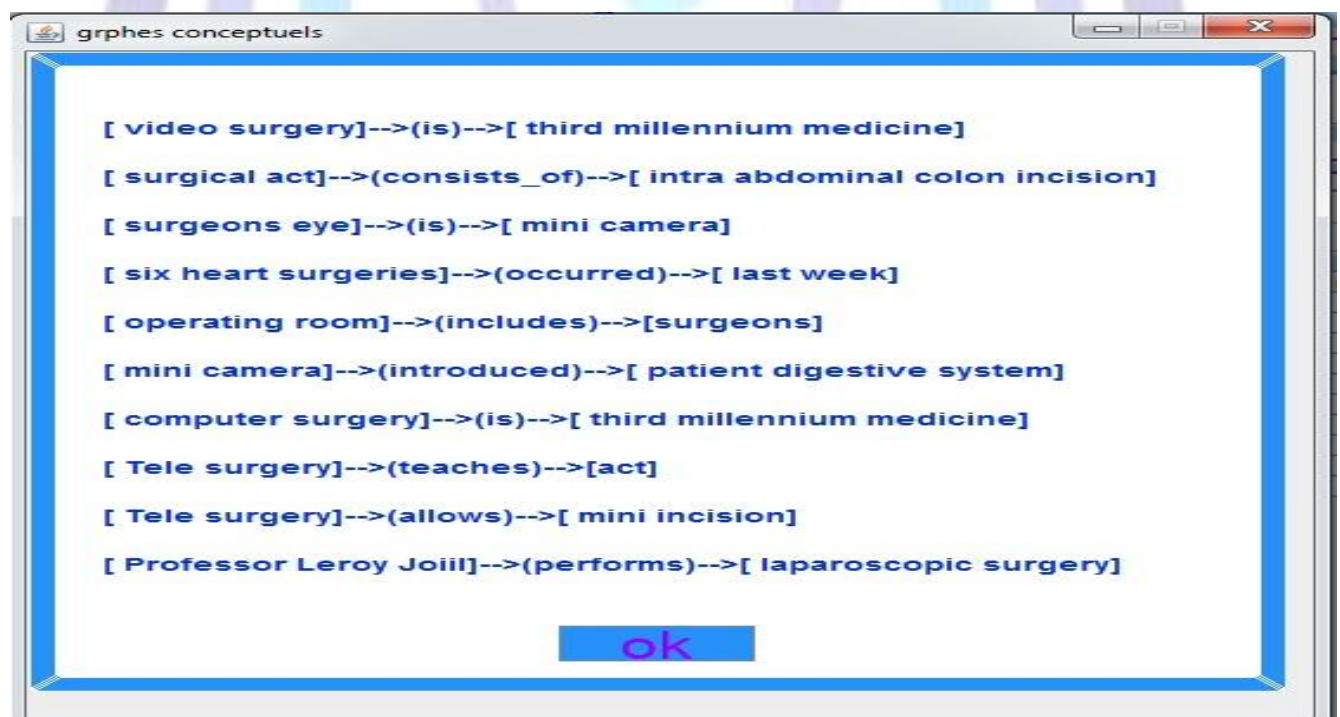 grphes conceptuels
[ video surgery]-->(is)-->[ third millennium medicine]
[ surgical act]-->(consists_of)-->[ intra abdominal colon incision]
[ surgeons eye]-->(is)-->[ mini camera]
[ six heart surgeries]-->(occurred)-->[ last week]
[ operating room]-->(includes)-->[surgeons]
[ mini camera]-->(introduced)-->[ patient digestive system]
[ computer surgery]-->(is)-->[ third millennium medicine]
[ Tele surgery]-->(teaches)-->[act]
[ Tele surgery]-->(allows)-->[ mini incision]
[ Professor Leroy Joiil]-->(performs)-->[ laparoscopic surgery]
ok